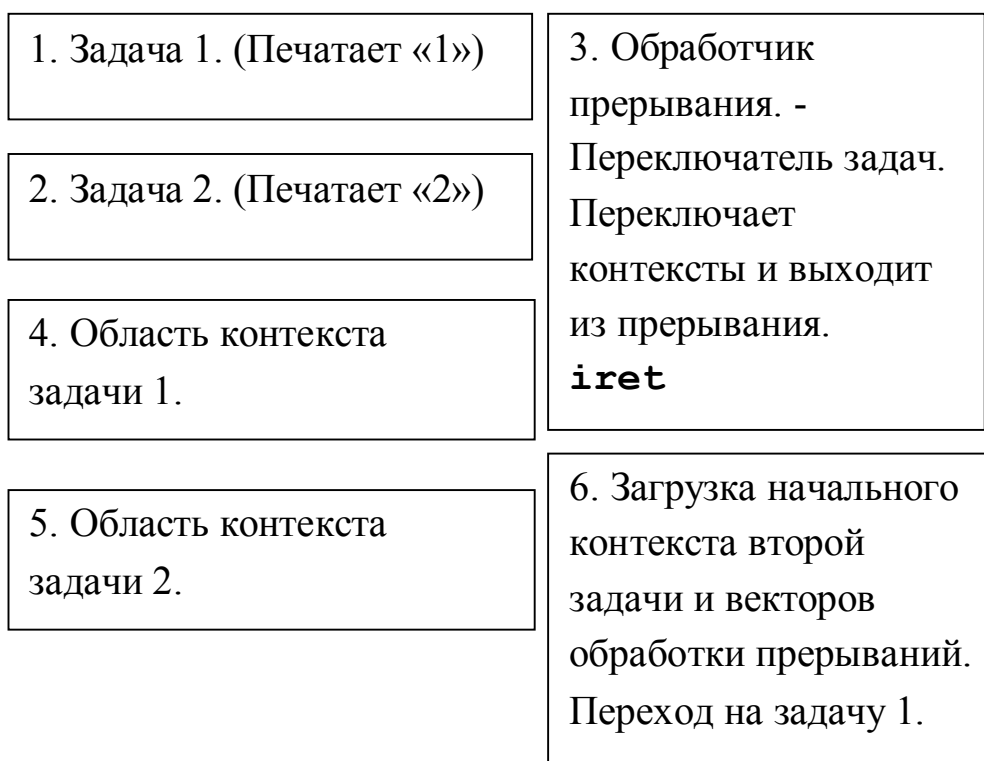 1. Задача 1. (Печатает «1»)
2. Задача 2. (Печатает «2»)
4. Область контекста
задачи 1.
5. Область контекста
задачи 2.
3. Обработчик
прерывания. -
Переключатель задач.
Переключает
контексты и выходит
из прерывания.
iret
6. Загрузка начального
контекста второй
задачи и векторов
обработки прерываний.
Переход на задачу 1.